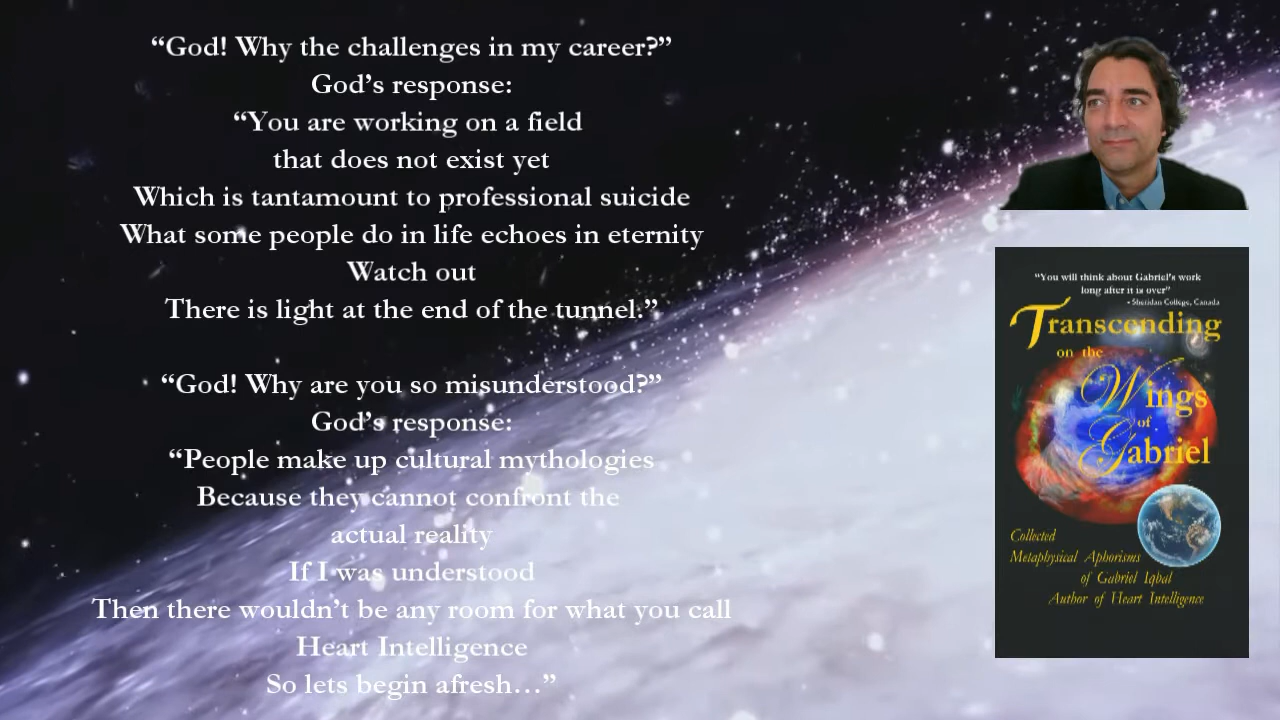 “God! Why the challenges in my career?”
God’s response:
“You are working on a field
that does not exist yet
Which is tantamount to professional suicide
What some people do in life echoes in eternity
Watch out
There is light at the end of the tunnel.”
“God! Why are you so misunderstood?”
God’s response:
“People make up cultural mythologies
Because they cannot confront the
actual reality
If I was understood
Then there wouldn’t be any room for what you call
Heart Intelligence
So lets begin afresh…”
“You will think about Gabriel’s work
long after it is over”
- Sheridan College, Canada
Transcending
on the
Wings
of
Gabriel
Collected
Metaphysical Aphorisms
of Gabriel Iqbal
Author of Heart Intelligence